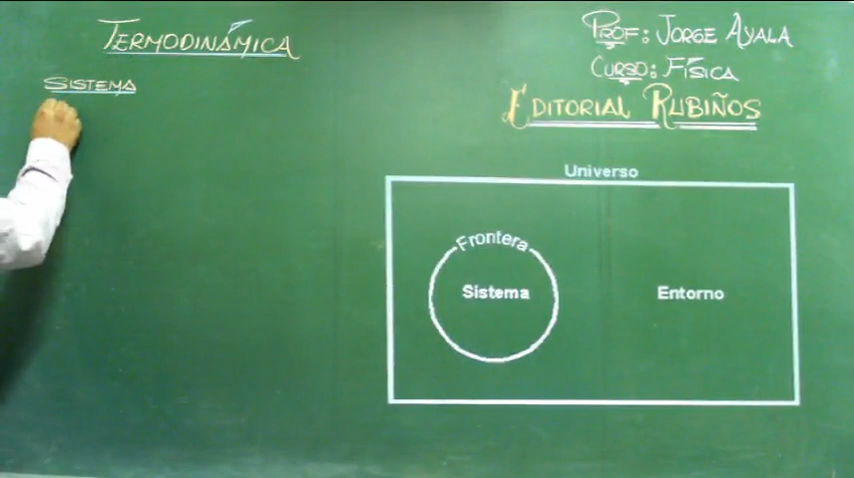 TERMODINÁMICA
SISTEMA
PROF: JORGE AYALA
CURSO: FÍSICA
EDITORIAL RUBIÑOS
Universo
Frontera
Sistema
Entorno